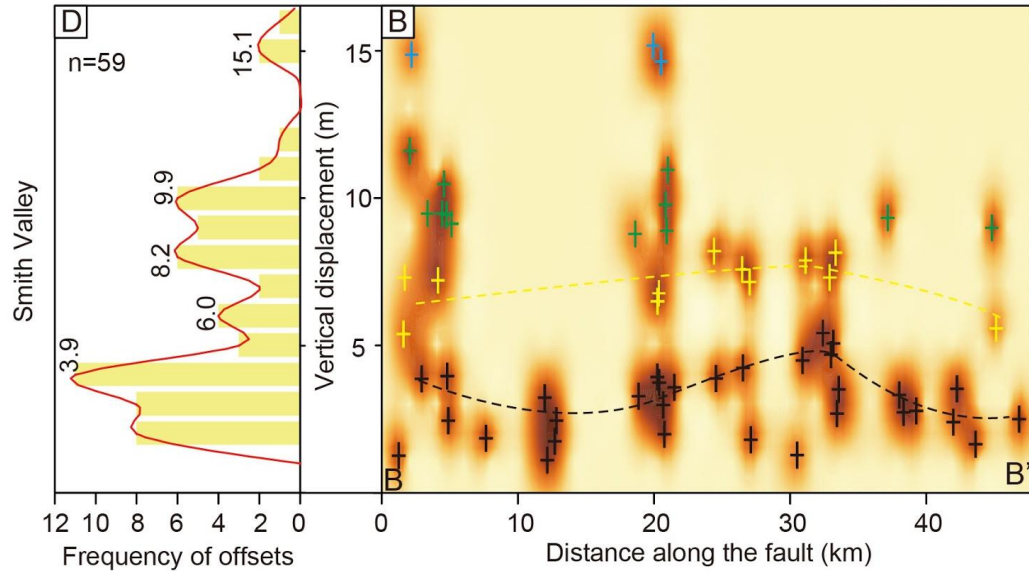 D
n=59
Smith Valley
15.1
9.9
8.2
6.0
3.9
12 10 8 6 4 2 0
Frequency of offsets
Vertical displacement (m)
15
10
5
B
B
B'
0 10 20 30 40
Distance along the fault (km)